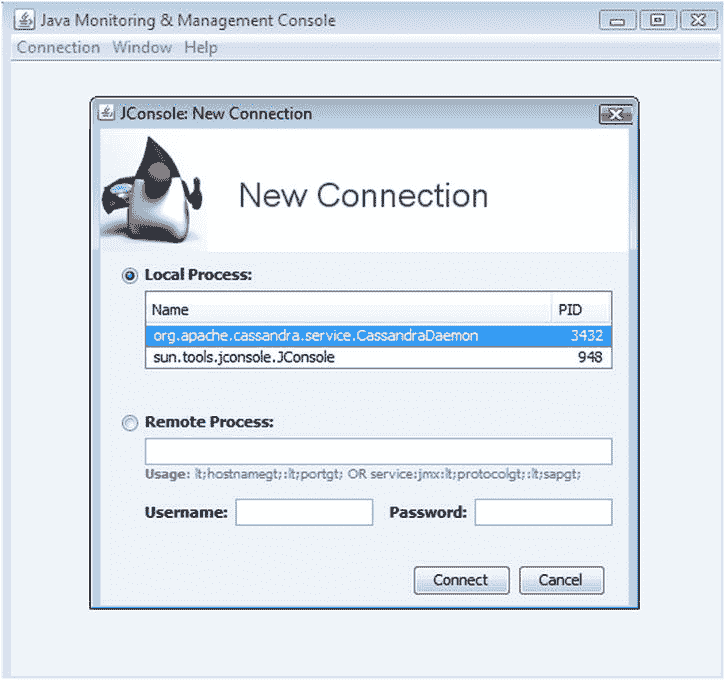 Java Monitoring & Management Console
Connection Window Help
JConsole: New Connection
New Connection
Local Process:
Name PID
org.apache.cassandra.service.CassandraDaemon 3432
sun.tools.jconsole.JConsole 948
Remote Process:
Usage: lt;hostnamegt;:lt;portgt; OR service:jmx:lt;protocolgt;:lt;sapgt;
Username: Password:
Connect Cancel